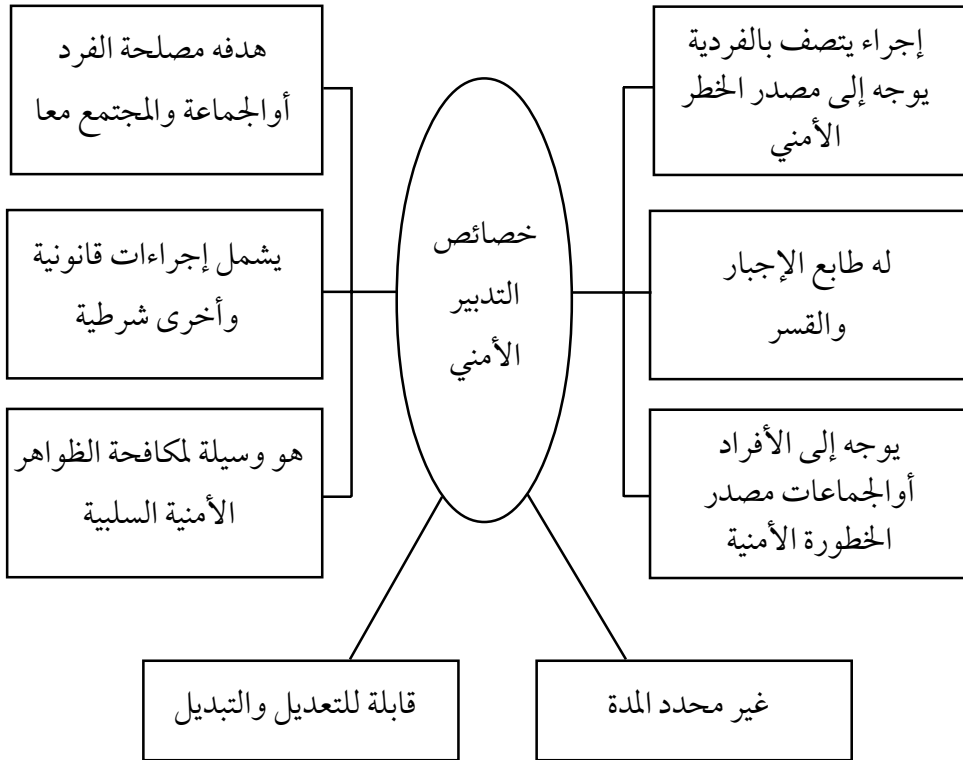 إجراء يتصف بالفردية
يوجه إلى مصدر الخطر
الأمني
له طابع الإجبار
والقسر
يوجه إلى الأفراد
أوالجماعات مصدر
الخطورة الأمنية
خصائص
التدبير
الأمني
هدفه مصلحة الفرد
أوالجماعة والمجتمع معا
يشمل إجراءات قانونية
وأخرى شرطية
هو وسيلة لمكافحة الظواهر
الأمنية السلبية
غير محدد المدة
قابلة للتعديل والتبديل